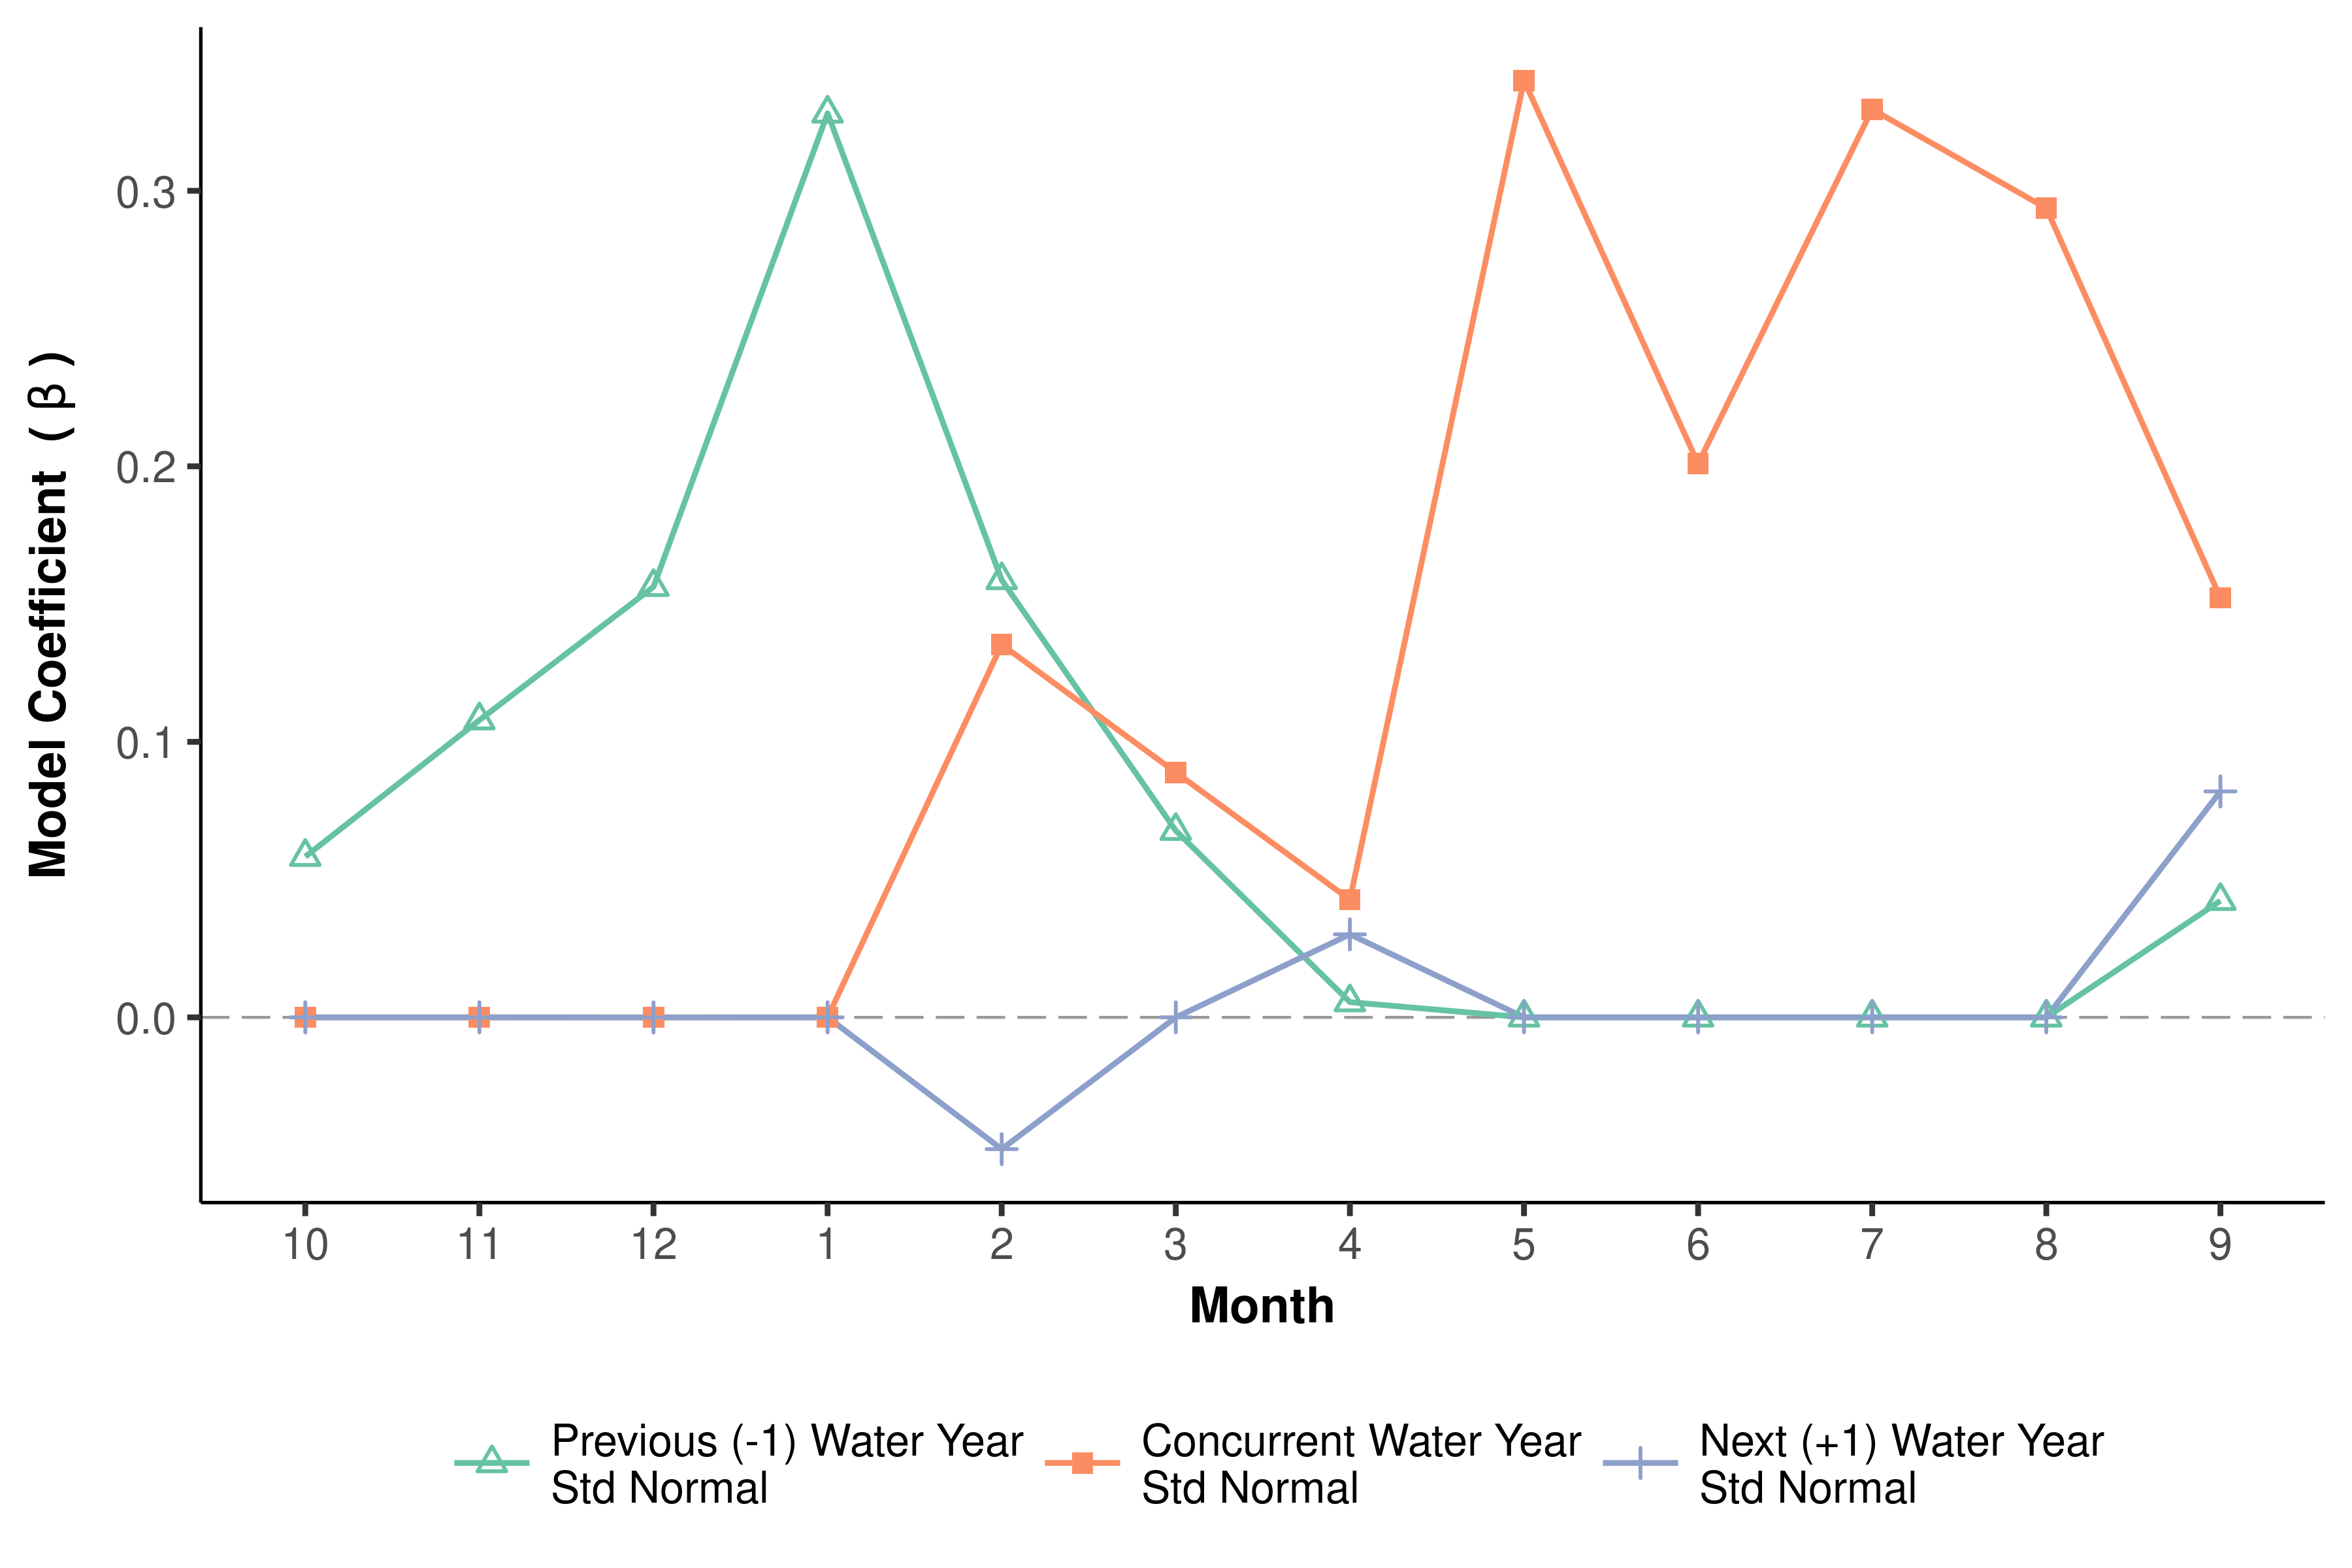 Model Coefficient ( β )
0.3
0.2
0.1
0.0
10 11 12 1 2 3 4 5 6 7 8 9
Month
Previous (-1) Water Year
Std Normal
Concurrent Water Year
Std Normal
Next (+1) Water Year
Std Normal